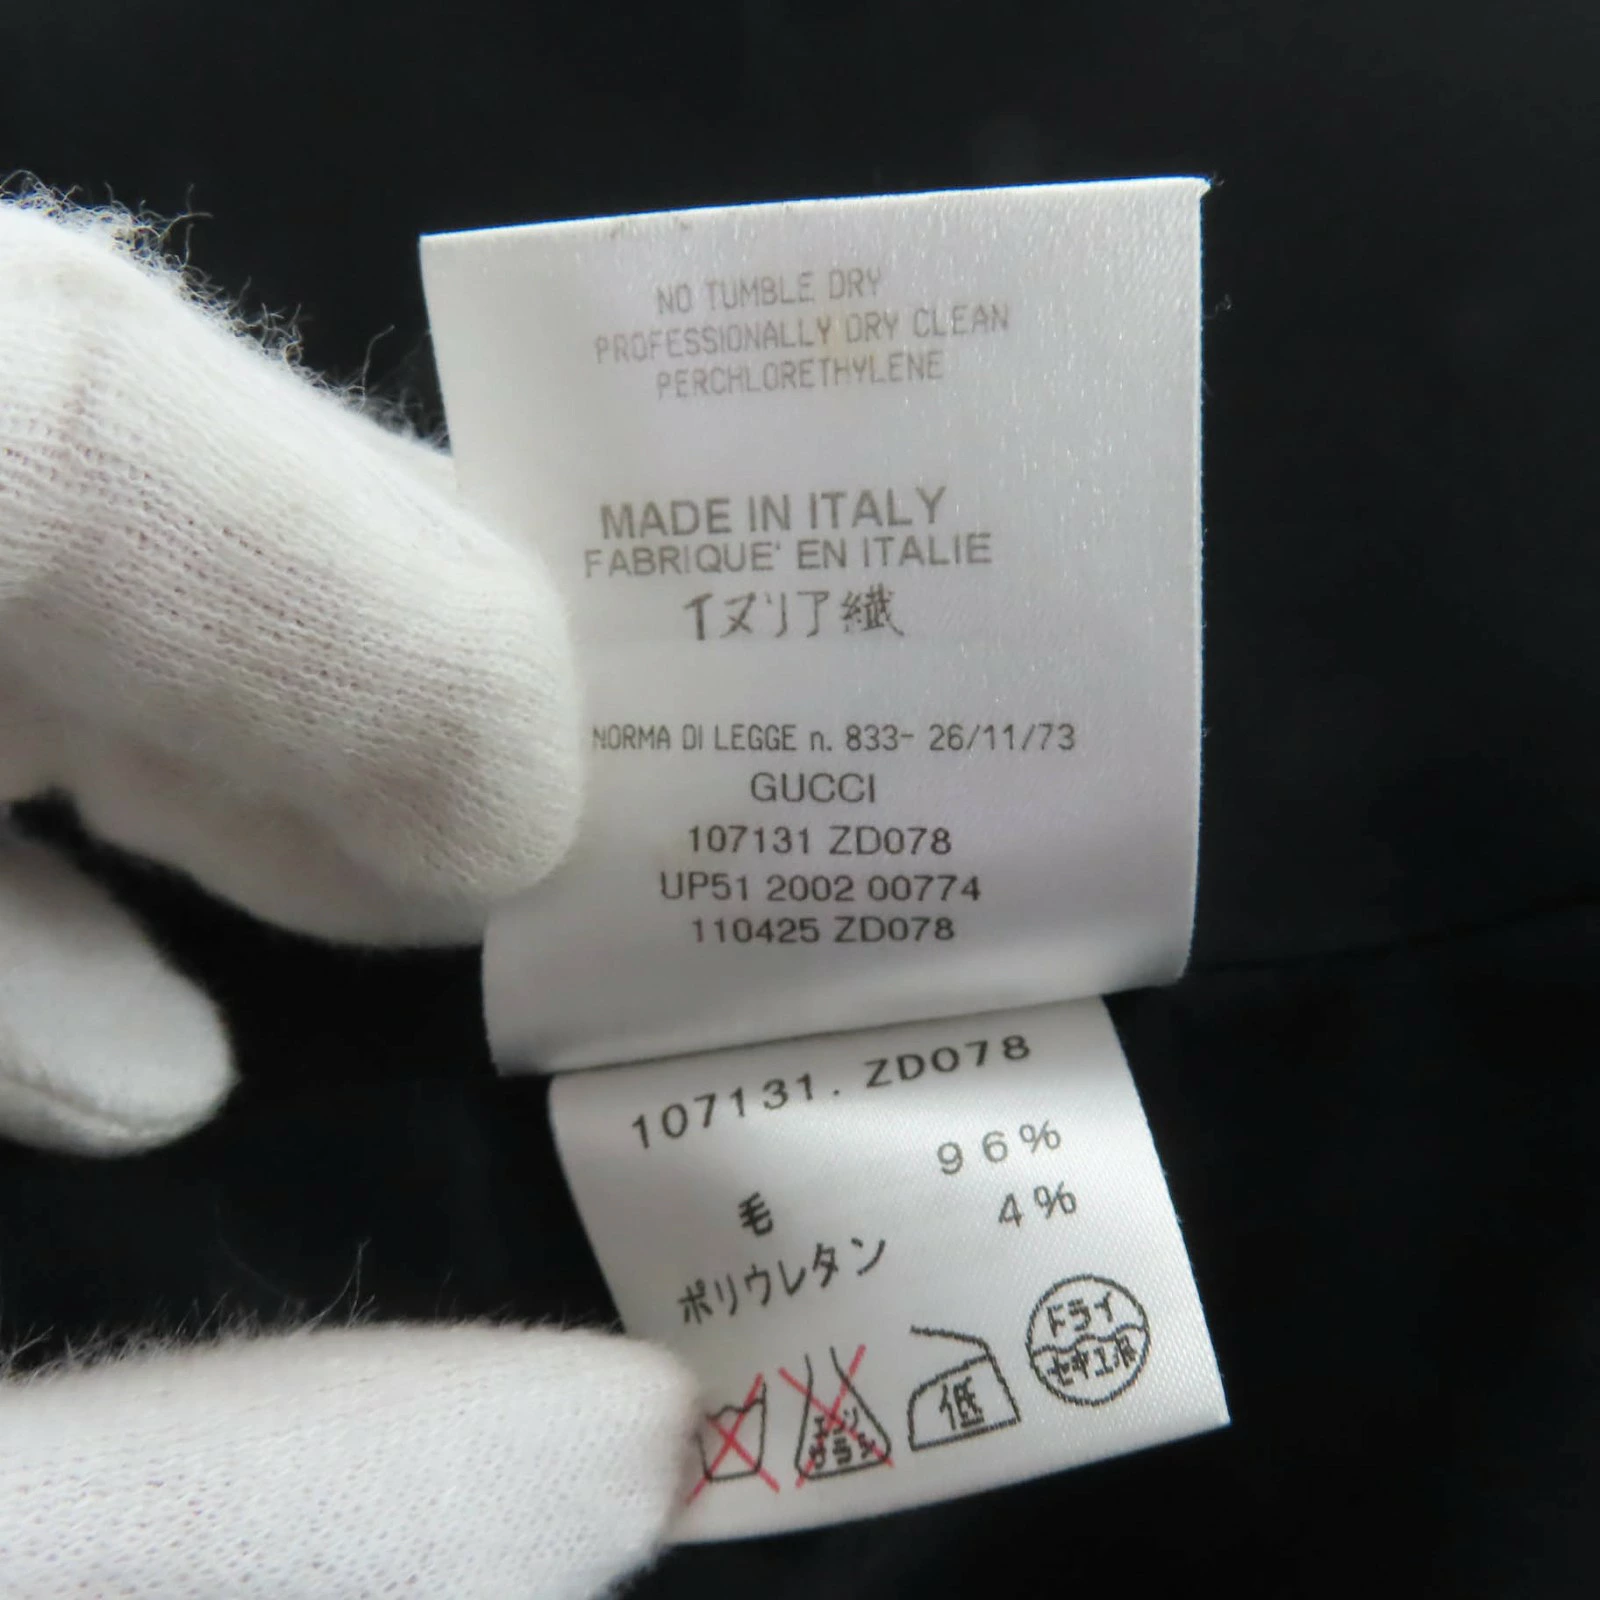 NO TUMBLE DRY
PROFESSIONALLY DRY CLEAN
PERCHLORETHYLENE
MADE IN ITALY
FABRIQUE' EN ITALIE
イヌリア織
NORMA DI LEGGE n. 833- 26/11/73
GUCCI
107131 ZD078
UP51 2002 00774
110425 ZD078
107131. ZD078
毛 96%
ポリウレタン 4%
低
ドライ